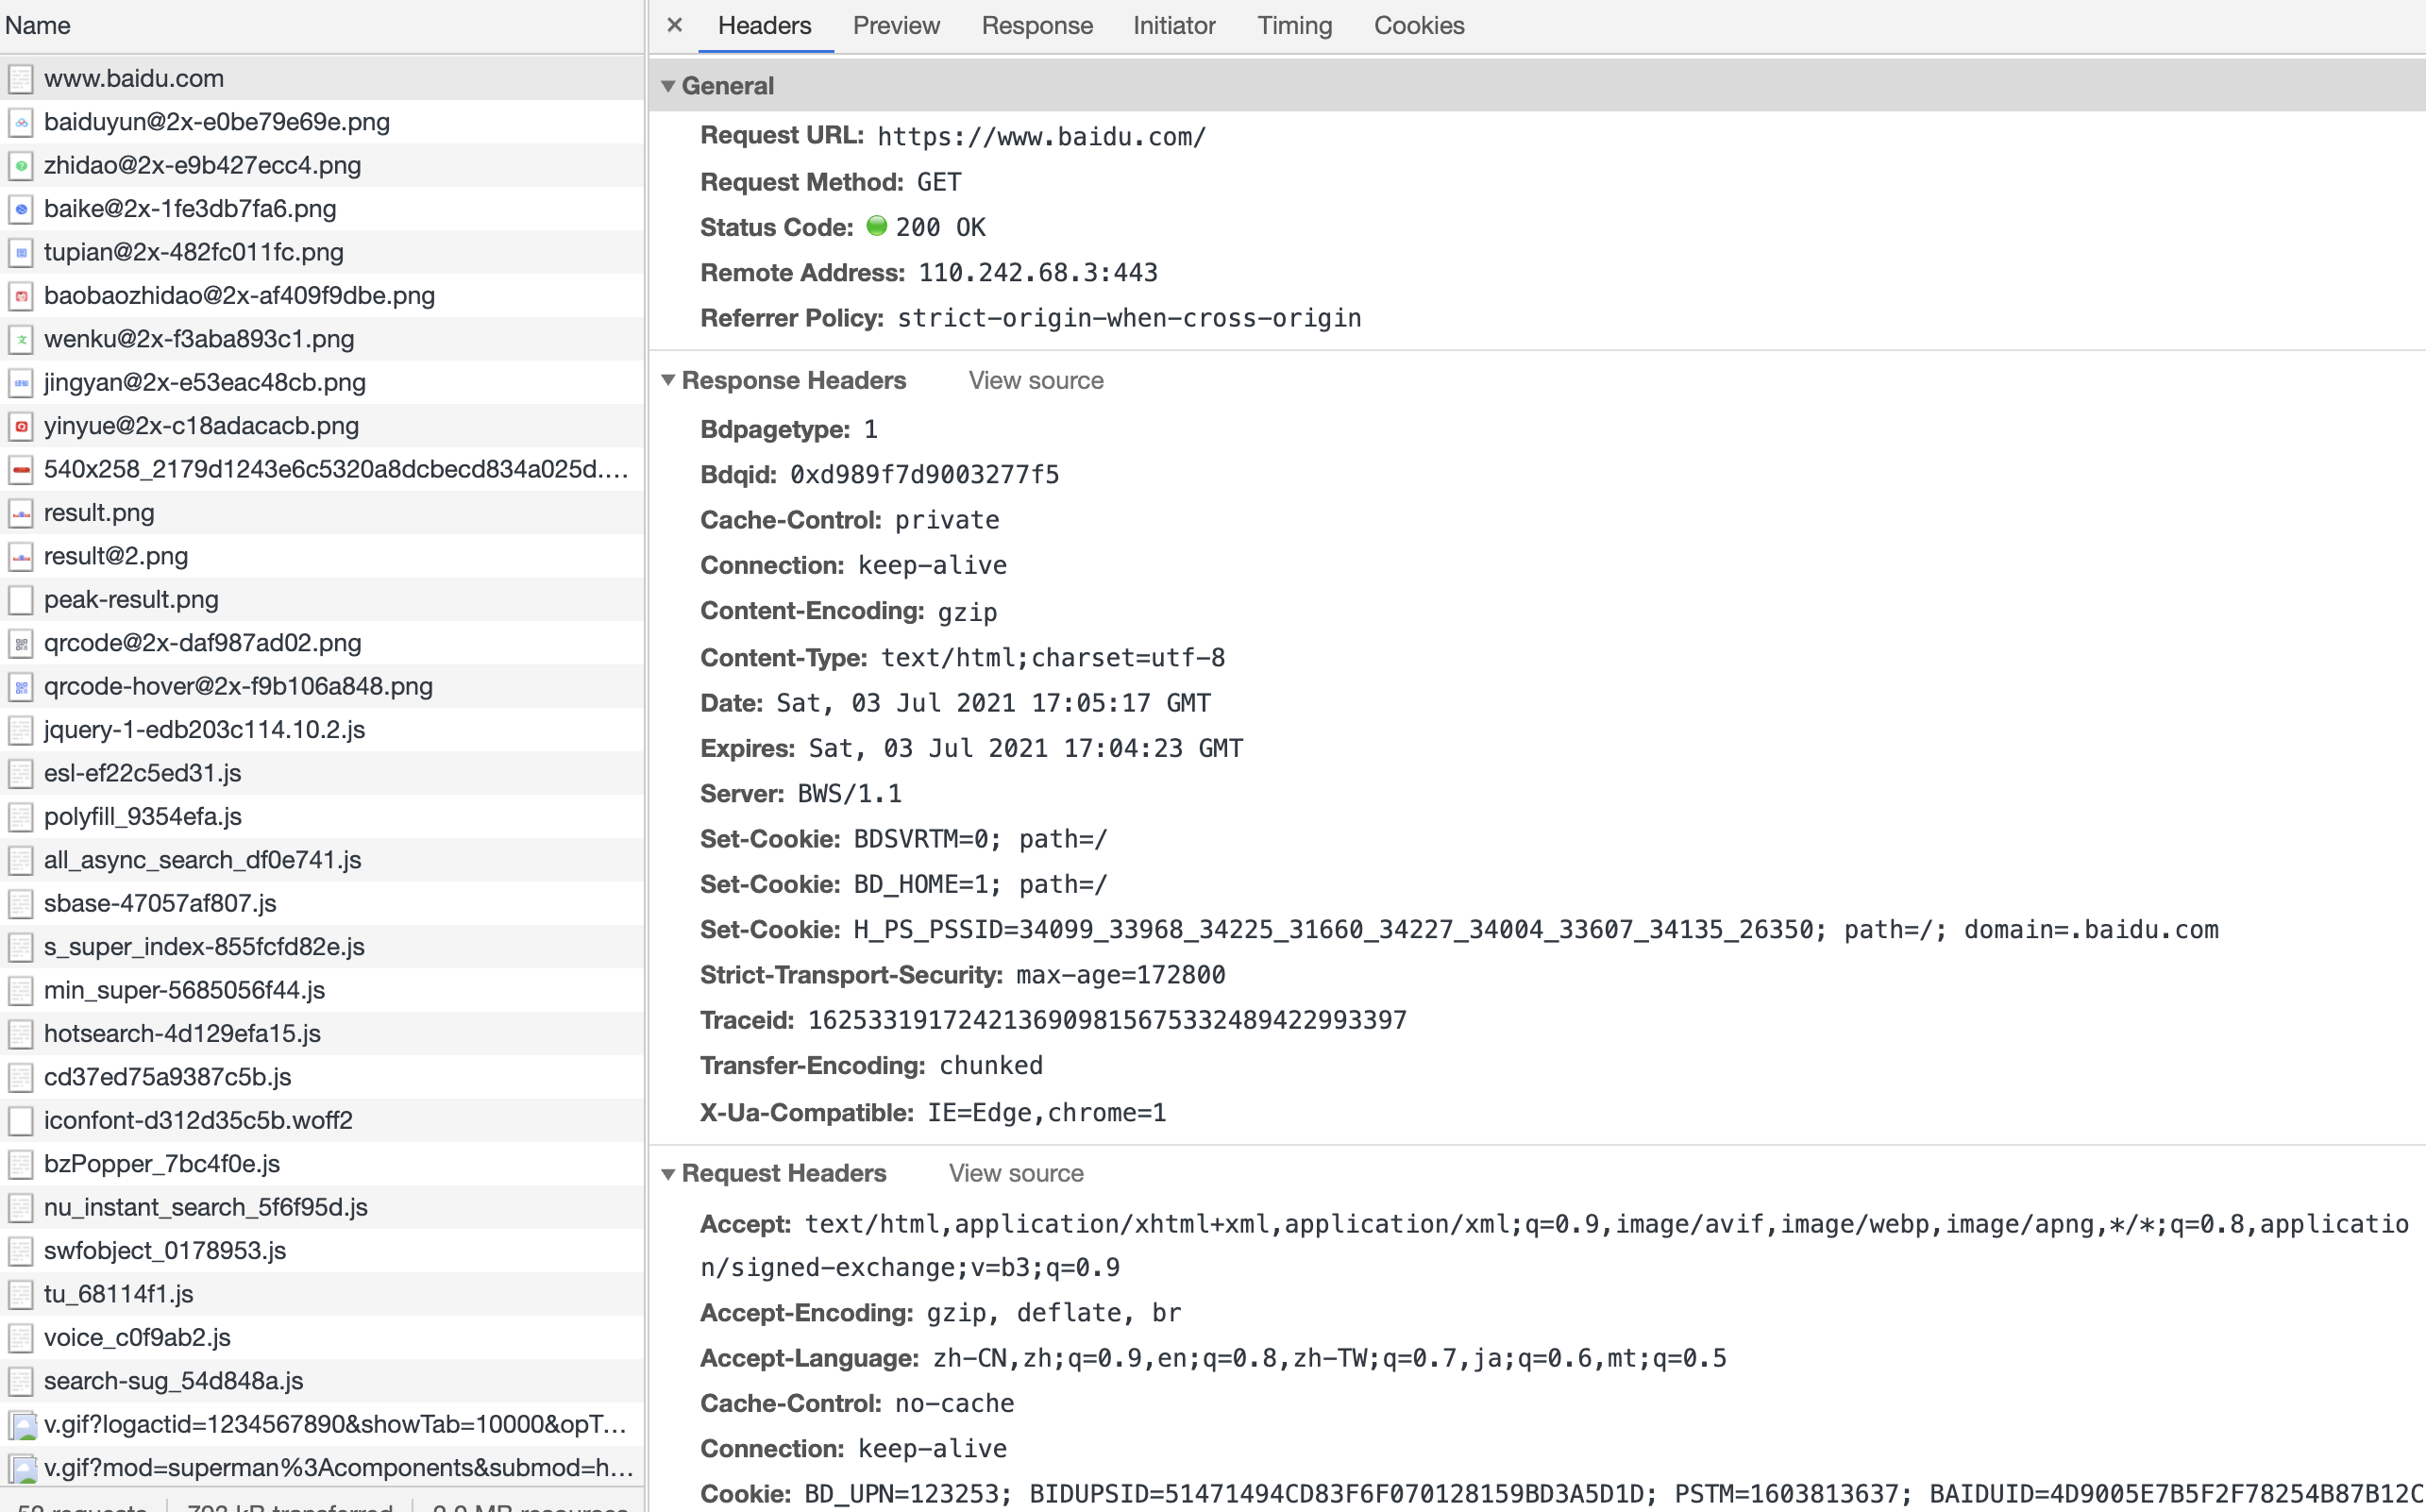 Name
www.baidu.com
baiduyun@2x-e0be79e69e.png
zhidao@2x-e9b427ecc4.png
baike@2x-1fe3db7fa6.png
tupian@2x-482fc011fc.png
baobaozhidao@2x-af409f9dbe.png
wenku@2x-f3aba893c1.png
jingyan@2x-e53eac48cb.png
yinyue@2x-c18adacacb.png
540x258_2179d1243e6c5320a8dcbecd834a025d....
result.png
result@2.png
peak-result.png
qrcode@2x-daf987ad02.png
qrcode-hover@2x-f9b106a848.png
jquery-1-edb203c114.10.2.js
esl-ef22c5ed31.js
polyfill_9354efa.js
all_async_search_df0e741.js
sbase-47057af807.js
s_super_index-855fcfd82e.js
min_super-5685056f44.js
hotsearch-4d129efa15.js
cd37ed75a9387c5b.js
iconfont-d312d35c5b.woff2
bzPopper_7bc4f0e.js
nu_instant_search_5f6f95d.js
swfobject_0178953.js
tu_68114f1.js
voice_c0f9ab2.js
search-sug_54d848a.js
v.gif?logactid=1234567890&showTab=10000&opT...
v.gif?mod=superman%3Acomponents&submod=h...
Headers Preview Response Initiator Timing Cookies
General
Request URL: https://www.baidu.com/
Request Method: GET
Status Code: 200 OK
Remote Address: 110.242.68.3:443
Referrer Policy: strict-origin-when-cross-origin
Response Headers View source
Bdpagetype: 1
Bdqid: 0xd989f7d9003277f5
Cache-Control: private
Connection: keep-alive
Content-Encoding: gzip
Content-Type: text/html;charset=utf-8
Date: Sat, 03 Jul 2021 17:05:17 GMT
Expires: Sat, 03 Jul 2021 17:04:23 GMT
Server: BWS/1.1
Set-Cookie: BDSVRTM=0; path=/
Set-Cookie: BD_HOME=1; path=/
Set-Cookie: H_PS_PSSID=34099_33968_34225_31660_34227_34004_33607_34135_26350; path=/; domain=.baidu.com
Strict-Transport-Security: max-age=172800
Traceid: 1625331917242136909815675332489422993397
Transfer-Encoding: chunked
X-Ua-Compatible: IE=Edge,chrome=1
Request Headers View source
Accept: text/html,application/xhtml+xml,application/xml;q=0.9,image/avif,image/webp,image/apng,*/*;q=0.8,applicatio
n/signed-exchange;v=b3;q=0.9
Accept-Encoding: gzip, deflate, br
Accept-Language: zh-CN,zh;q=0.9,en;q=0.8,zh-TW;q=0.7,ja;q=0.6,mt;q=0.5
Cache-Control: no-cache
Connection: keep-alive
Cookie: BD_UPN=123253; BIDUPSID=51471494CD83F6F070128159BD3A5D1D; PSTM=1603813637; BAIDUID=4D9005E7B5F2F78254B87B12C